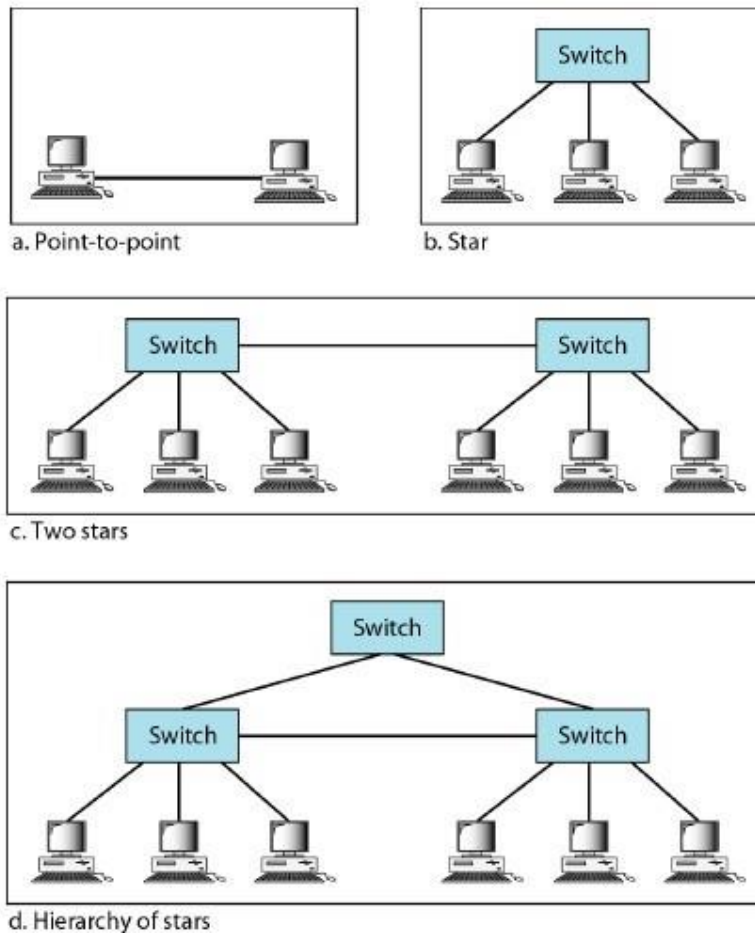 Switch
a. Point-to-point
b. Star
Switch
Switch
c. Two stars
Switch
Switch
Switch
d. Hierarchy of stars